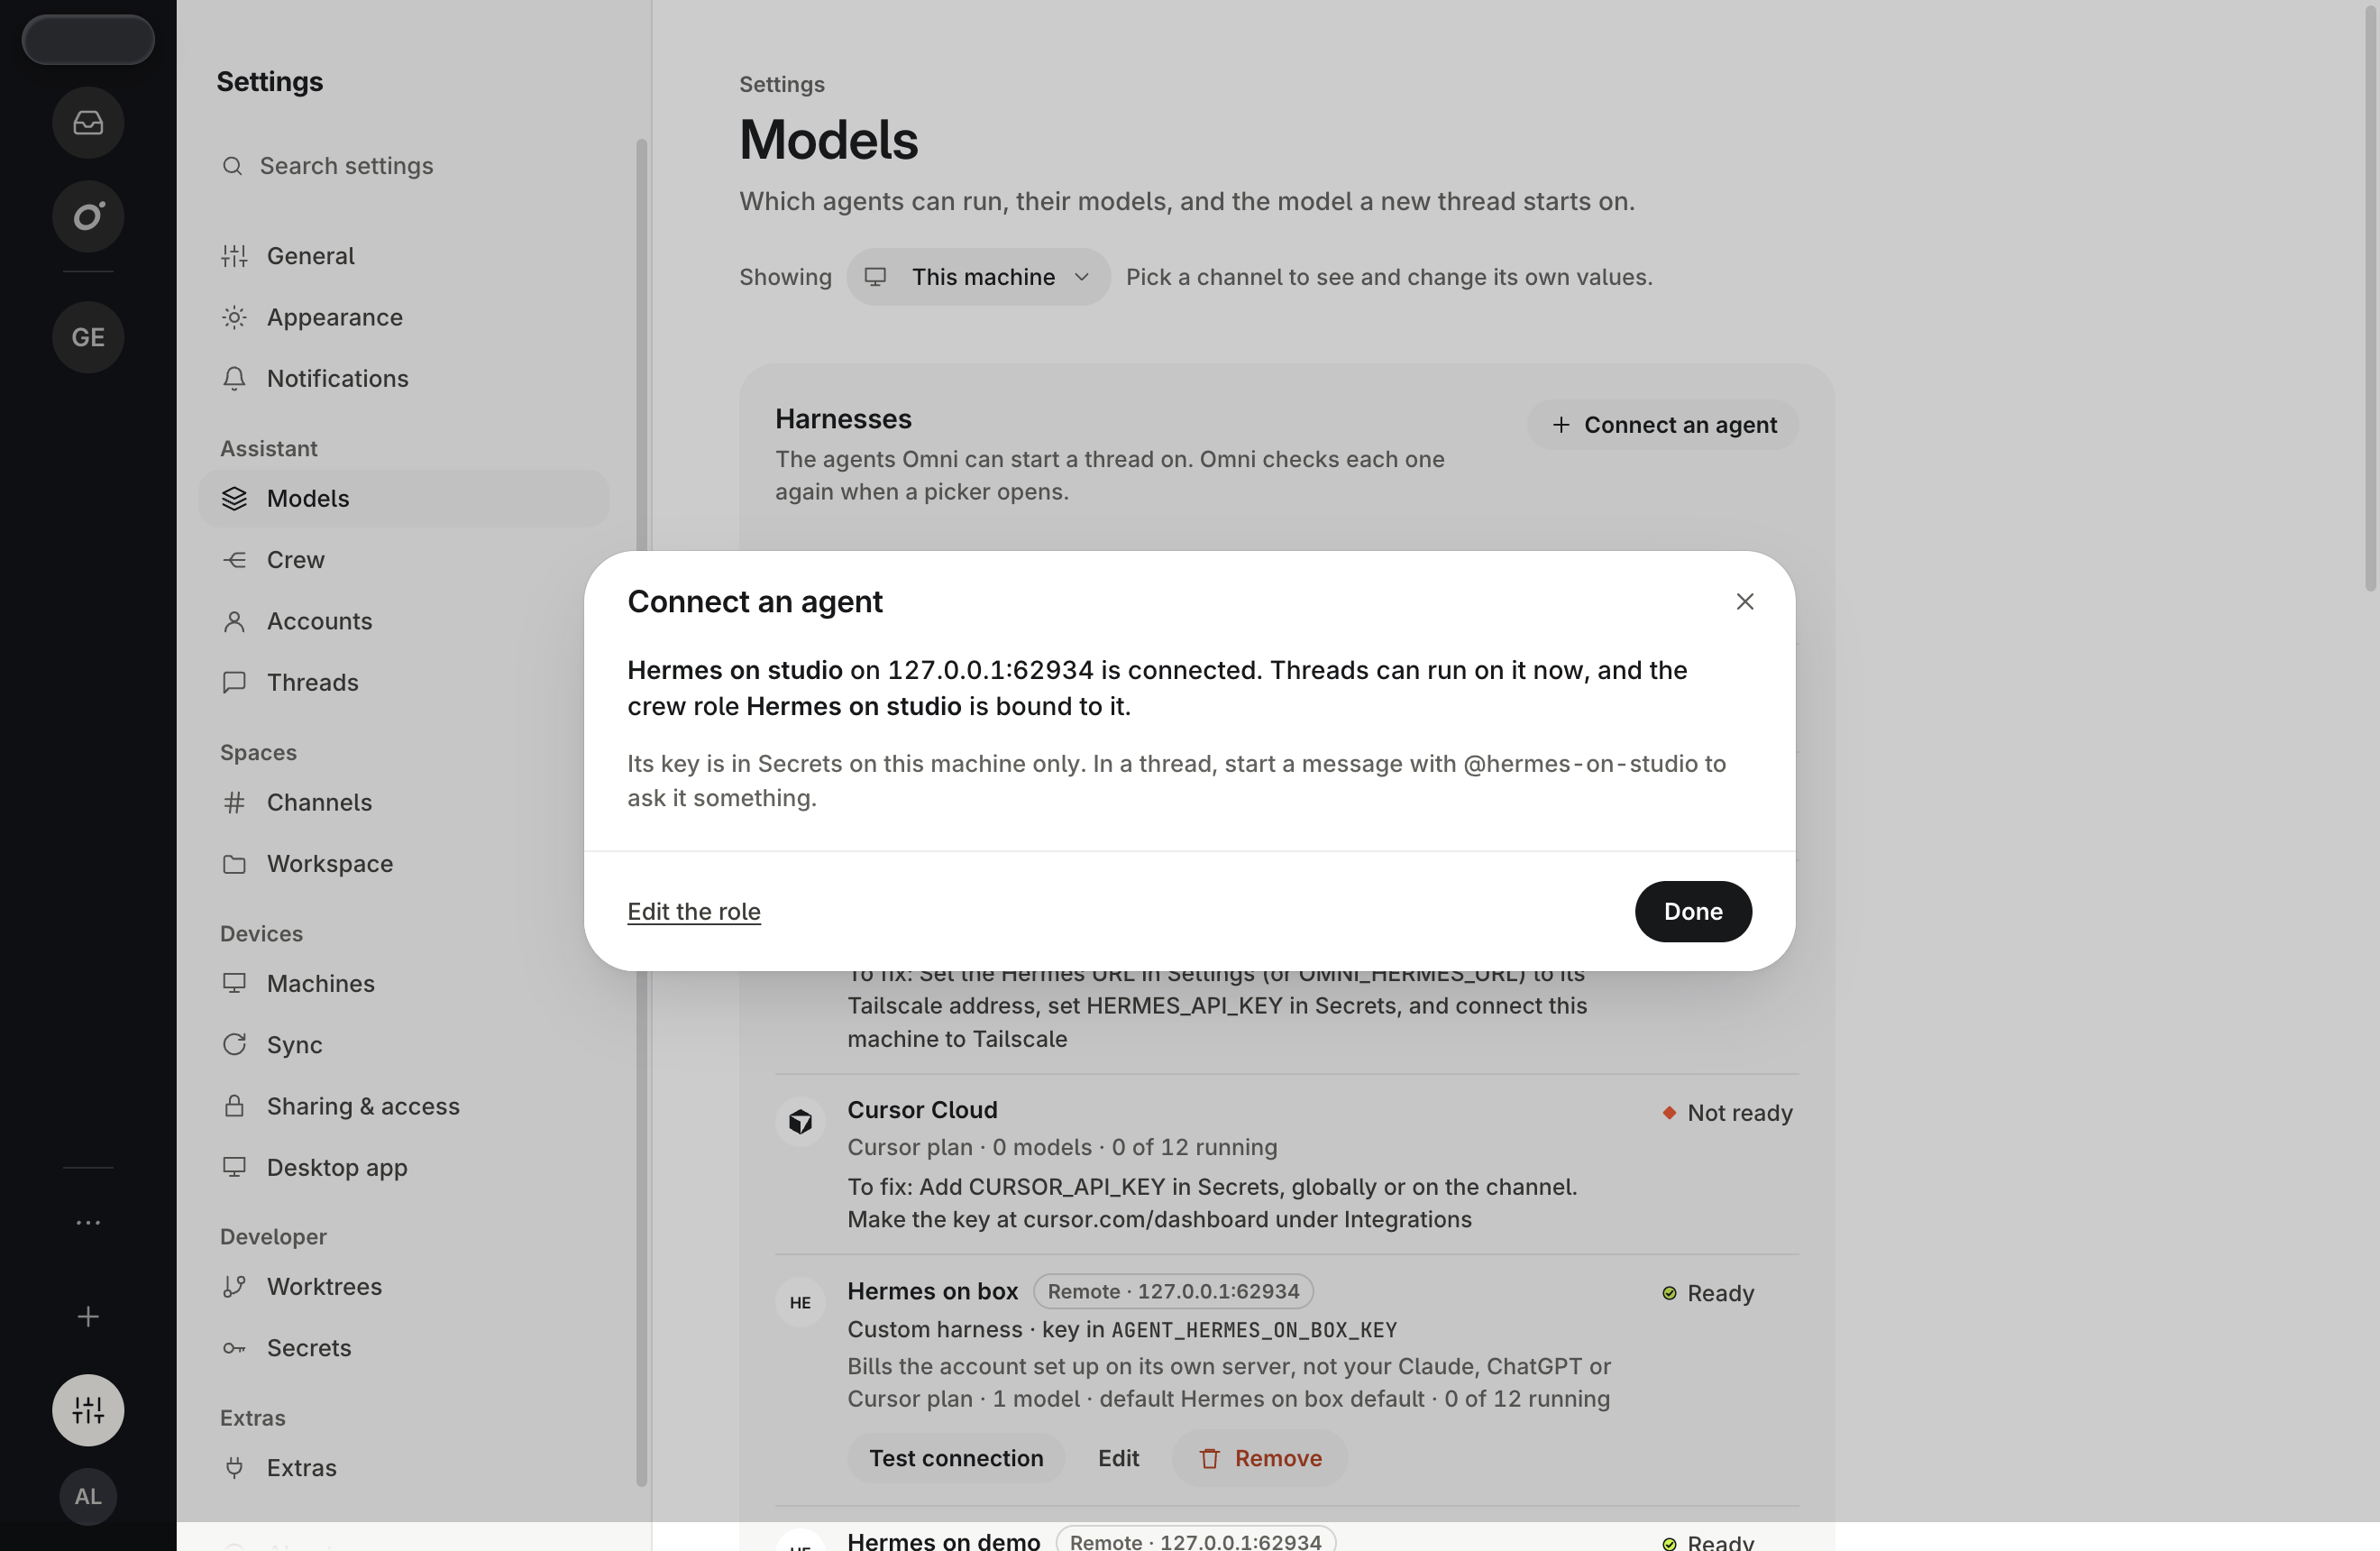 Settings
Search settings
General
Appearance
Notifications
Assistant
Models
Crew
Accounts
Threads
Spaces
Channels
Workspace
Devices
Machines
Sync
Sharing & access
Desktop app
Developer
Worktrees
Secrets
Extras
Extras
GE
AL
Settings
Models
Which agents can run, their models, and the model a new thread starts on.
Showing This machine Pick a channel to see and change its own values.
Harnesses
Connect an agent
The agents Omni can start a thread on. Omni checks each one
again when a picker opens.
Connect an agent
Hermes on studio on 127.0.0.1:62934 is connected. Threads can run on it now, and the
crew role Hermes on studio is bound to it.
Its key is in Secrets on this machine only. In a thread, start a message with @hermes-on-studio to
ask it something.
Edit the role
Done
To fix: Set the Hermes URL in Settings (or OMNI_HERMES_URL) to its
Tailscale address, set HERMES_API_KEY in Secrets, and connect this
machine to Tailscale
Cursor Cloud
Not ready
Cursor plan · 0 models · 0 of 12 running
To fix: Add CURSOR_API_KEY in Secrets, globally or on the channel.
Make the key at cursor.com/dashboard under Integrations
HE
Hermes on box Remote · 127.0.0.1:62934
Ready
Custom harness · key in AGENT_HERMES_ON_BOX_KEY
Bills the account set up on its own server, not your Claude, ChatGPT or
Cursor plan · 1 model · default Hermes on box default · 0 of 12 running
Test connection Edit Remove
Hermes on demo Remote · 127.0.0.1:62934
Ready